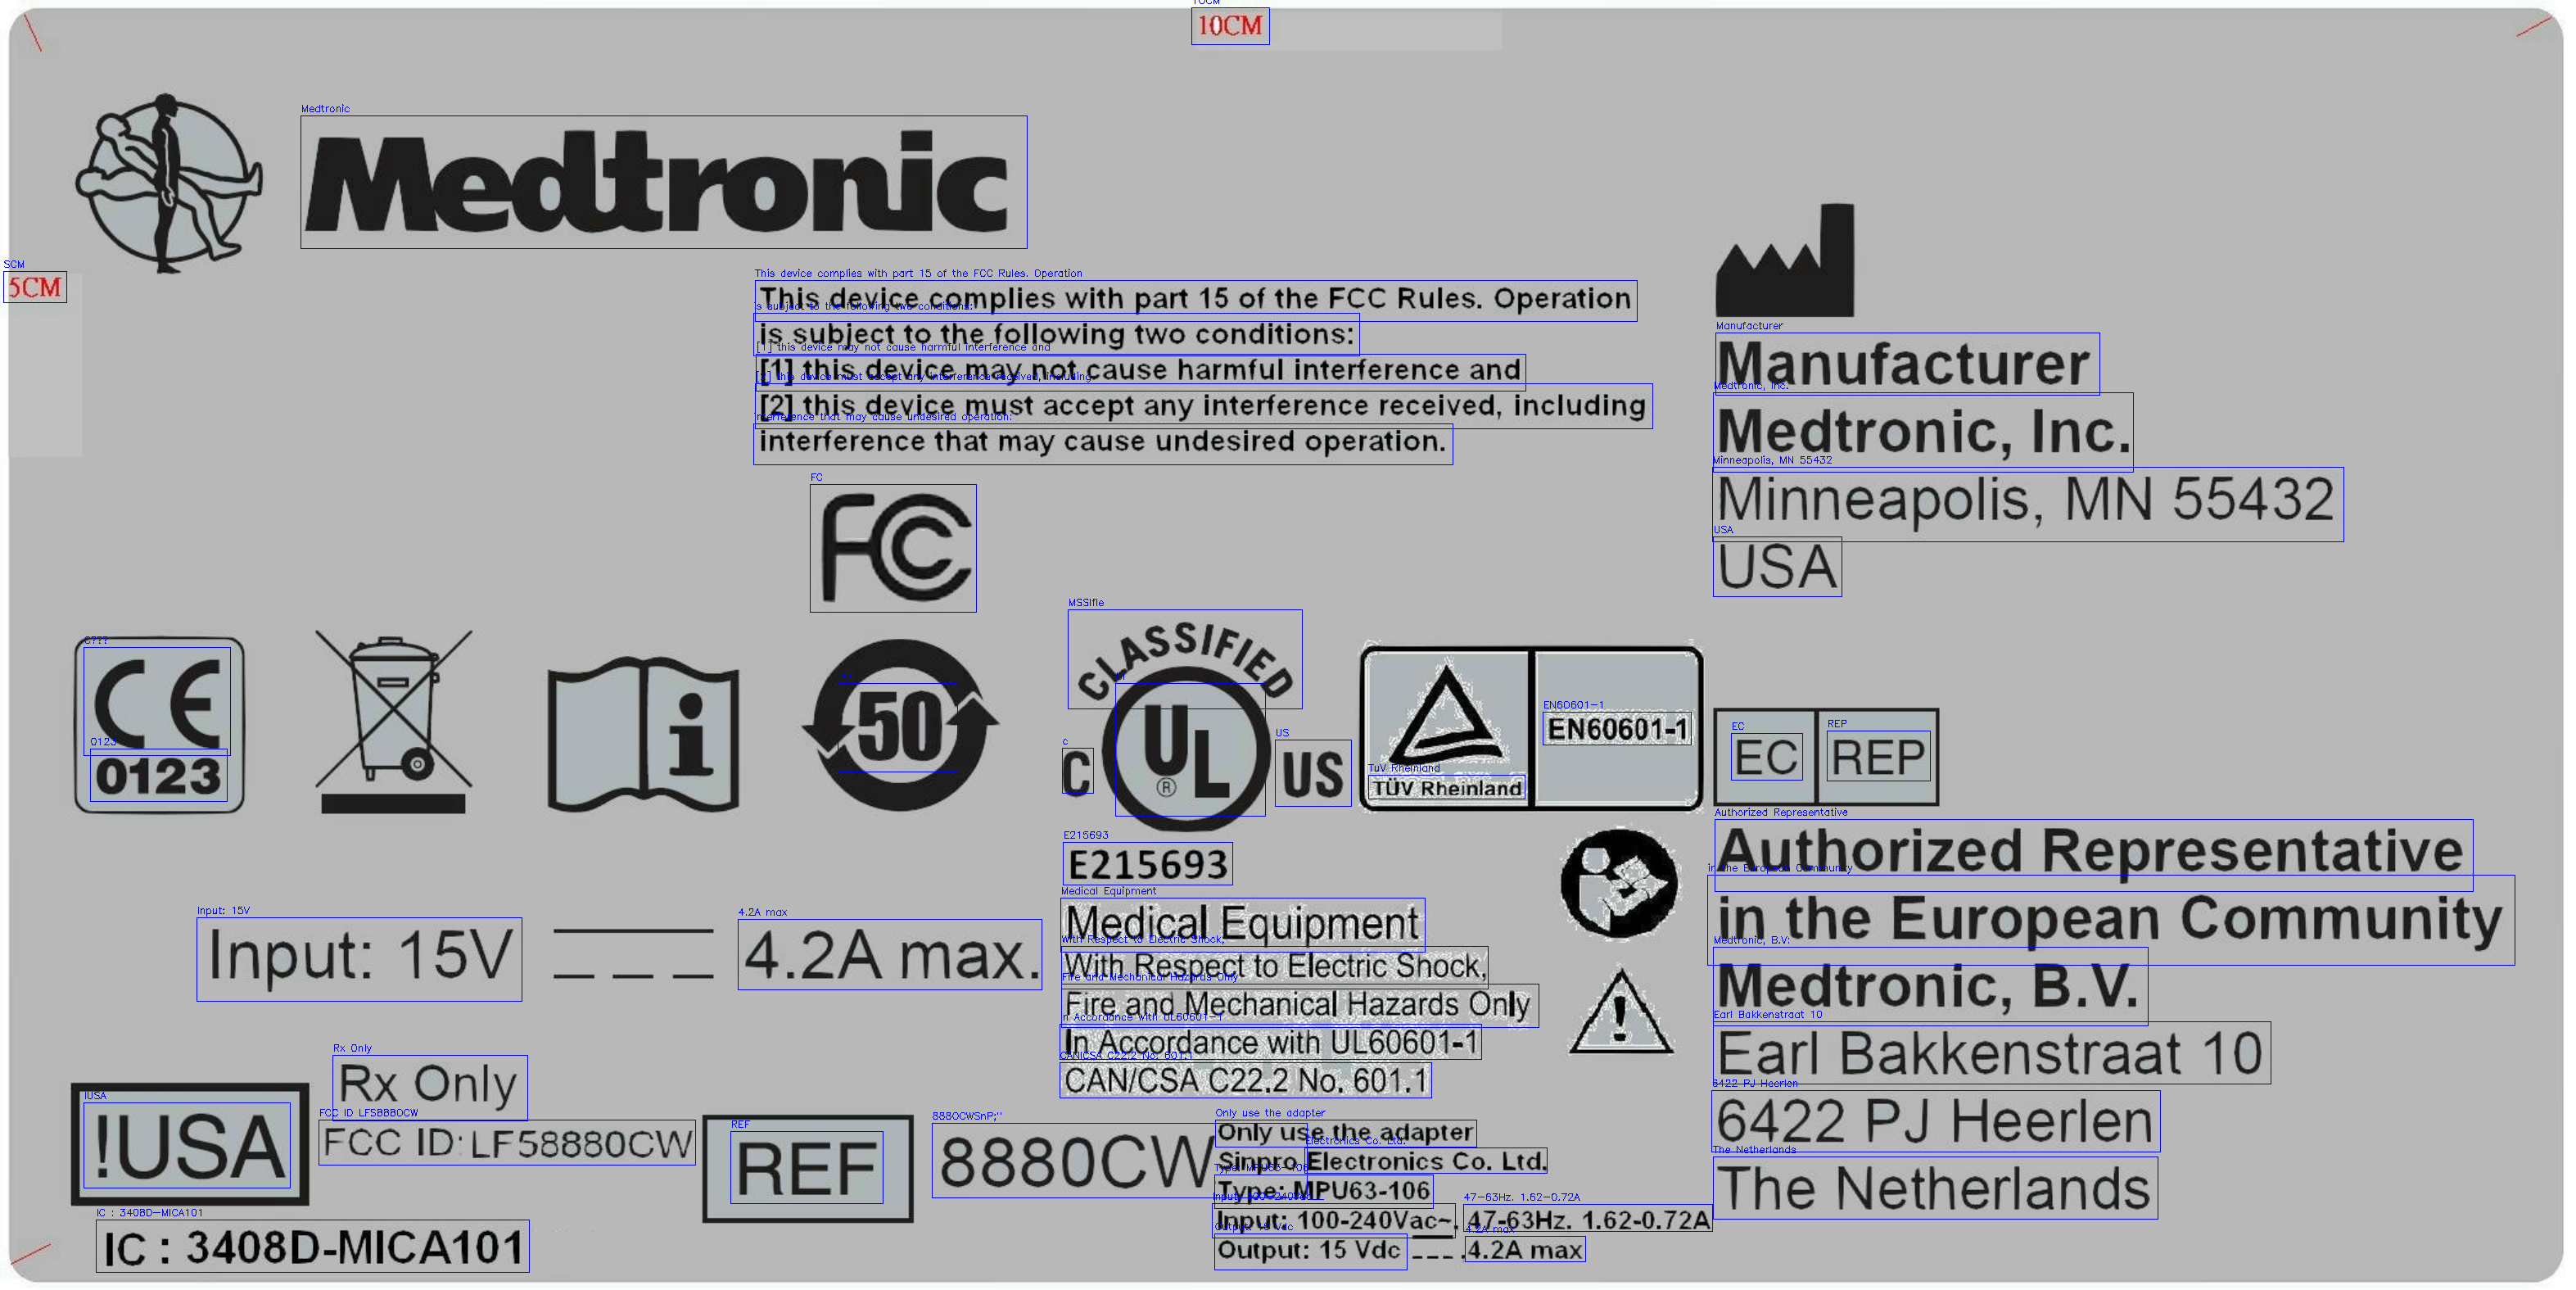 10CM
Medtronic
5CM
This device complies with part 15 of the FCC Rules. Operation
is subject to the following two conditions:
[1] this device may not cause harmful interference and
[2] this device must accept any interference received, including
interference that may cause undesired operation.
FC
Manufacturer
Medtronic, Inc.
Minneapolis, MN 55432
USA
CE
0123
i
50
CLASSIFIED
C UL® US
E215693
Medical Equipment
With Respect to Electric Shock,
Fire and Mechanical Hazards Only
In Accordance with UL60601-1
CAN/CSA C22.2 No. 601.1
TÜV Rheinland
EN60601-1
EC REP
Authorized Representative
in the European Community
Medtronic, B.V.
Earl Bakkenstraat 10
6422 PJ Heerlen
The Netherlands
Input: 15V 4.2A max.
Rx Only
!USA
FCC ID:LF58880CW
IC : 3408D-MICA101
REF
8880CW
Only use the adapter
Sinpro Electronics Co. Ltd.
Type: MPU63-106
Input: 100-240Vac~. 47-63Hz. 1.62-0.72A
Output: 15 Vdc .4.2A max